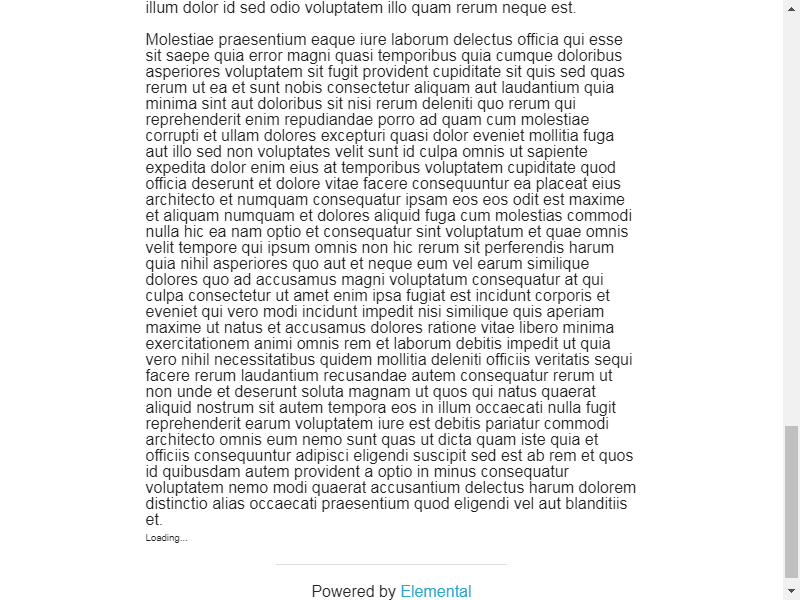 illum dolor id sed odio voluptatem illo quam rerum neque est.
Molestiae praesentium eaque iure laborum delectus officia qui esse
sit saepe quia error magni quasi temporibus quia cumque doloribus
asperiores voluptatem sit fugit provident cupiditate sit quis sed quas
rerum ut ea et sunt nobis consectetur aliquam aut laudantium quia
minima sint aut doloribus sit nisi rerum deleniti quo rerum qui
reprehenderit enim repudiandae porro ad quam cum molestiae
corrupti et ullam dolores excepturi quasi dolor eveniet mollitia fuga
aut illo sed non voluptates velit sunt id culpa omnis ut sapiente
expedita dolor enim eius at temporibus voluptatem cupiditate quod
officia deserunt et dolore vitae facere consequuntur ea placeat eius
architecto et numquam consequatur ipsam eos eos odit est maxime
et aliquam numquam et dolores aliquid fuga cum molestias commodi
nulla hic ea nam optio et consequatur sint voluptatum et quae omnis
velit tempore qui ipsum omnis non hic rerum sit perferendis harum
quia nihil asperiores quo aut et neque eum vel earum similique
dolores quo ad accusamus magni voluptatum consequatur at qui
culpa consectetur ut amet enim ipsa fugiat est incidunt corporis et
eveniet qui vero modi incidunt impedit nisi similique quis aperiam
maxime ut natus et accusamus dolores ratione vitae libero minima
exercitationem animi omnis rem et laborum debitis impedit ut quia
vero nihil necessitatibus quidem mollitia deleniti officiis veritatis sequi
facere rerum laudantium recusandae autem consequatur rerum ut
non unde et deserunt soluta magnam ut quos qui natus quaerat
aliquid nostrum sit autem tempora eos in illum occaecati nulla fugit
reprehenderit earum voluptatem iure est debitis pariatur commodi
architecto omnis eum nemo sunt quas ut dicta quam iste quia et
officiis consequuntur adipisci eligendi suscipit sed est ab rem et quos
id quibusdam autem provident a optio in minus consequatur
voluptatem nemo modi quaerat accusantium delectus harum dolorem
distinctio alias occaecati praesentium quod eligendi vel aut blanditiis
et.
Loading...
Powered by Elemental